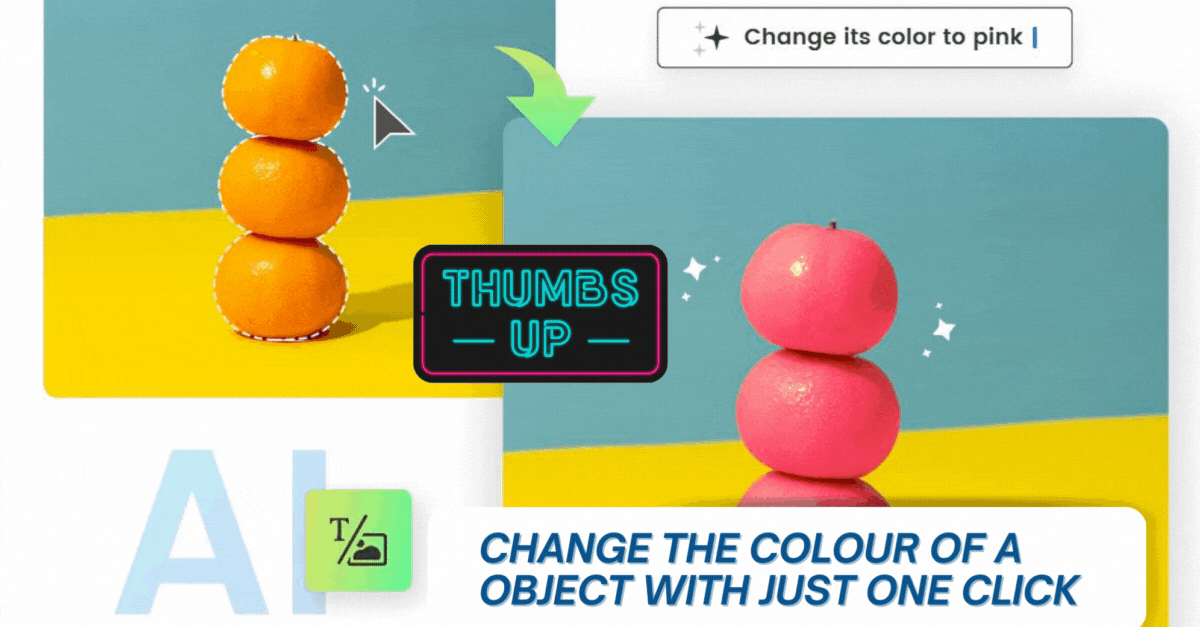 Change its color to pink
THUMBS
UP
AI
T
CHANGE THE COLOUR OF A
OBJECT WITH JUST ONE CLICK